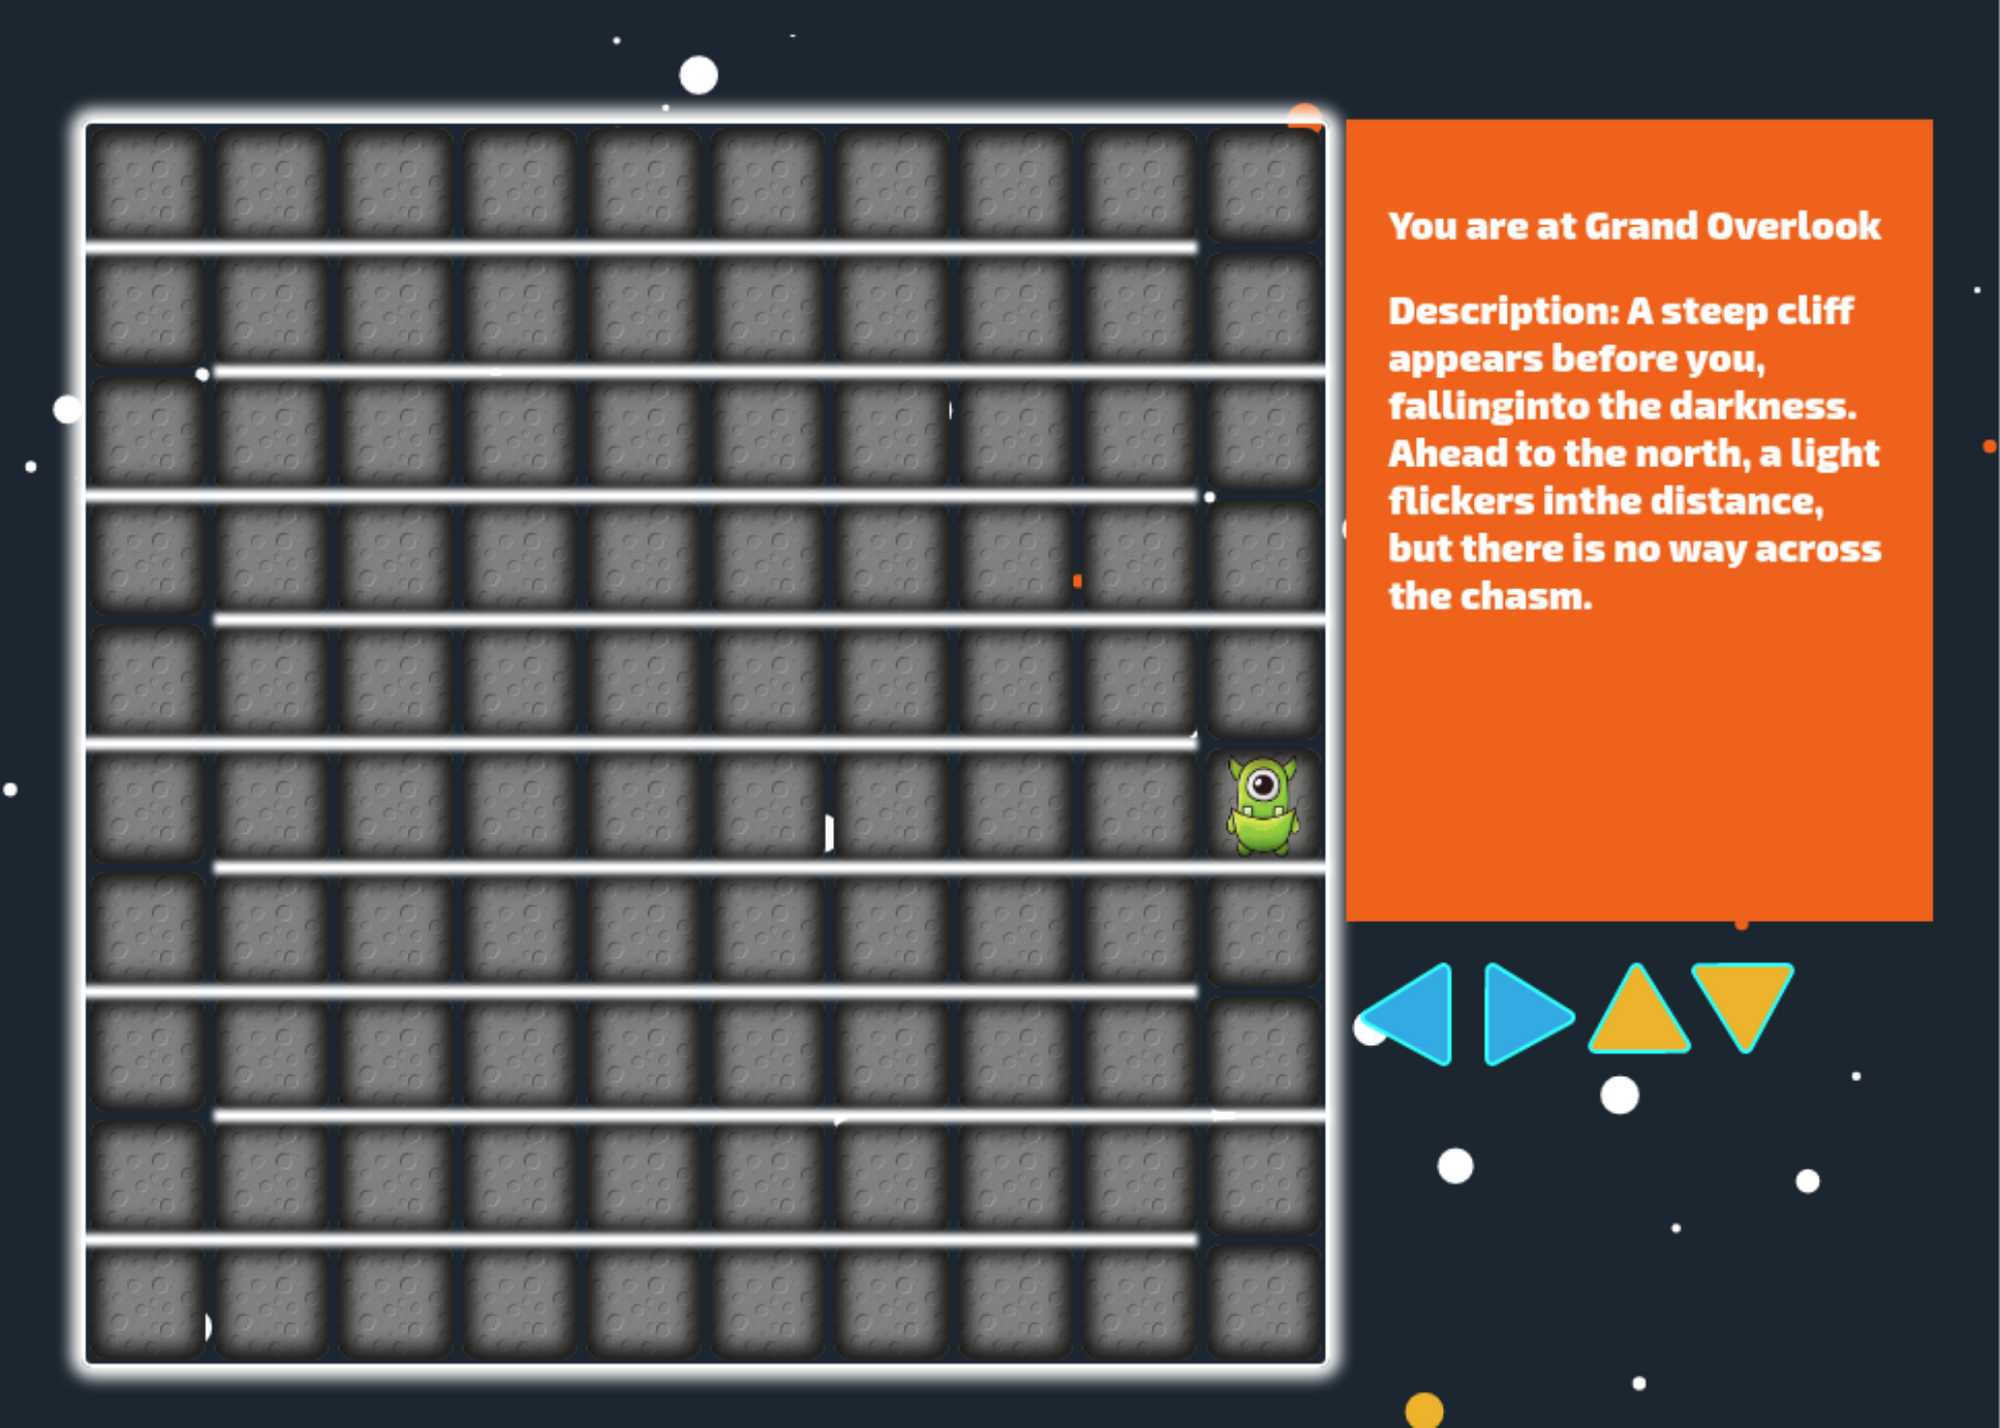 You are at Grand Overlook
Description: A steep cliff
appears before you,
fallinginto the darkness.
Ahead to the north, a light
flickers inthe distance,
but there is no way across
the chasm.